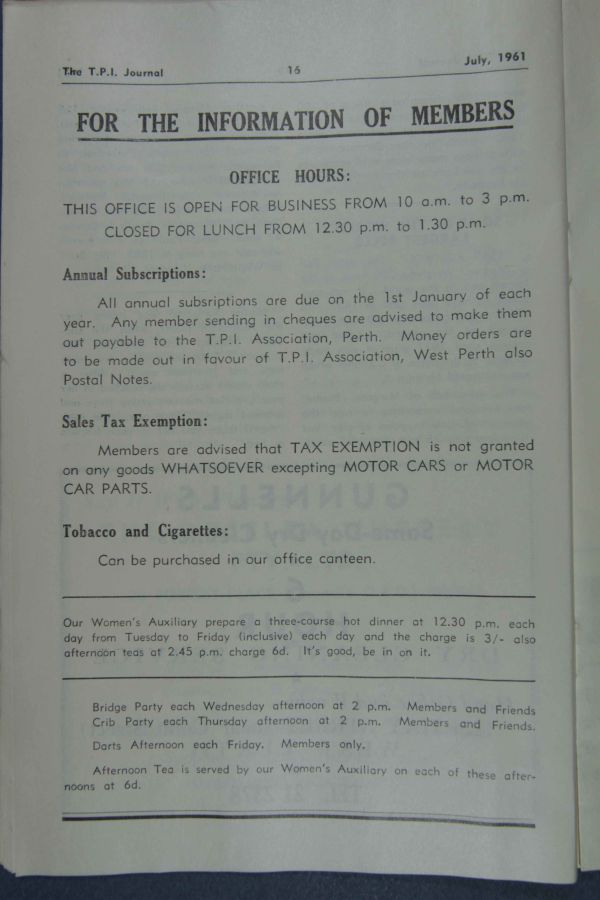 The T.P.I. Journal 16 July, 1961
FOR THE INFORMATION OF MEMBERS
OFFICE HOURS:
THIS OFFICE IS OPEN FOR BUSINESS FROM 10 a.m. to 3 p.m.
CLOSED FOR LUNCH FROM 12.30 p.m. to 1.30 p.m.
Annual Subscriptions:
All annual subsriptions are due on the 1st January of each
year. Any member sending in cheques are advised to make them
out payable to the T.P.I. Association, Perth. Money orders are
to be made out in favour of T.P.I. Association, West Perth also
Postal Notes.
Sales Tax Exemption:
Members are advised that TAX EXEMPTION is not granted
on any goods WHATSOEVER excepting MOTOR CARS or MOTOR
CAR PARTS.
Tobacco and Cigarettes:
Can be purchased in our office canteen.
Our Women's Auxiliary prepare a three-course hot dinner at 12.30 p.m. each
day from Tuesday to Friday (inclusive) each day and the charge is 3/- also
afternoon teas at 2.45 p.m. charge 6d. It's good, be in on it.
Bridge Party each Wednesday afternoon at 2 p.m. Members and Friends
Crib Party each Thursday afternoon at 2 p.m. Members and Friends.
Darts Afternoon each Friday. Members only.
Afternoon Tea is served by our Women's Auxiliary on each of these after-
noons at 6d.